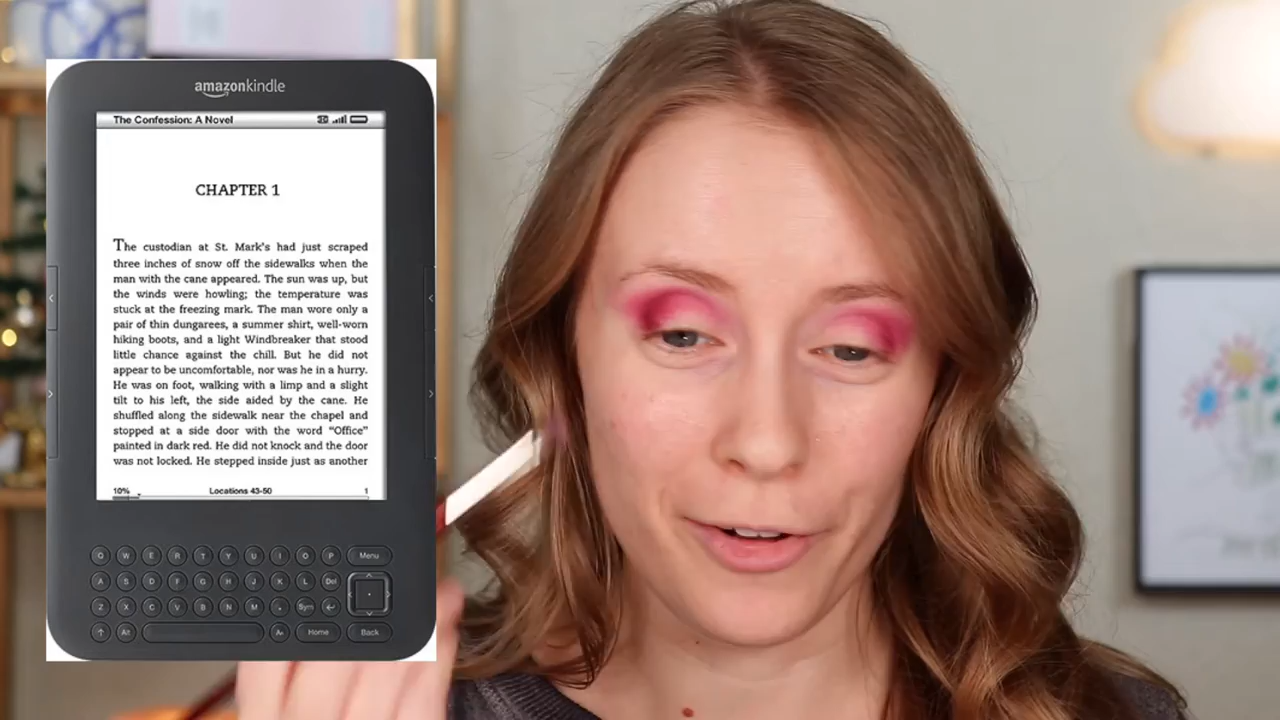 amazonkindle
The Confession: A Novel
CHAPTER 1
The custodian at St. Mark's had just scraped
three inches of snow off the sidewalks when the
man with the cane appeared. The sun was up, but
the winds were howling; the temperature was
stuck at the freezing mark. The man wore only a
pair of thin dungarees, a summer shirt, well-worn
hiking boots, and a light Windbreaker that stood
little chance against the chill. But he did not
appear to be uncomfortable, nor was he in a hurry.
He was on foot, walking with a limp and a slight
tilt to his left, the side aided by the cane. He
shuffled along the sidewalk near the chapel and
stopped at a side door with the word “Office”
painted in dark red. He did not knock and the door
was not locked. He stepped inside just as another
10% Locations 43-50 1
Q W E R T Y U I O P Menu
A S D F G H J K L Del
Z X C V B N M . Sym
Alt Aa Home Back